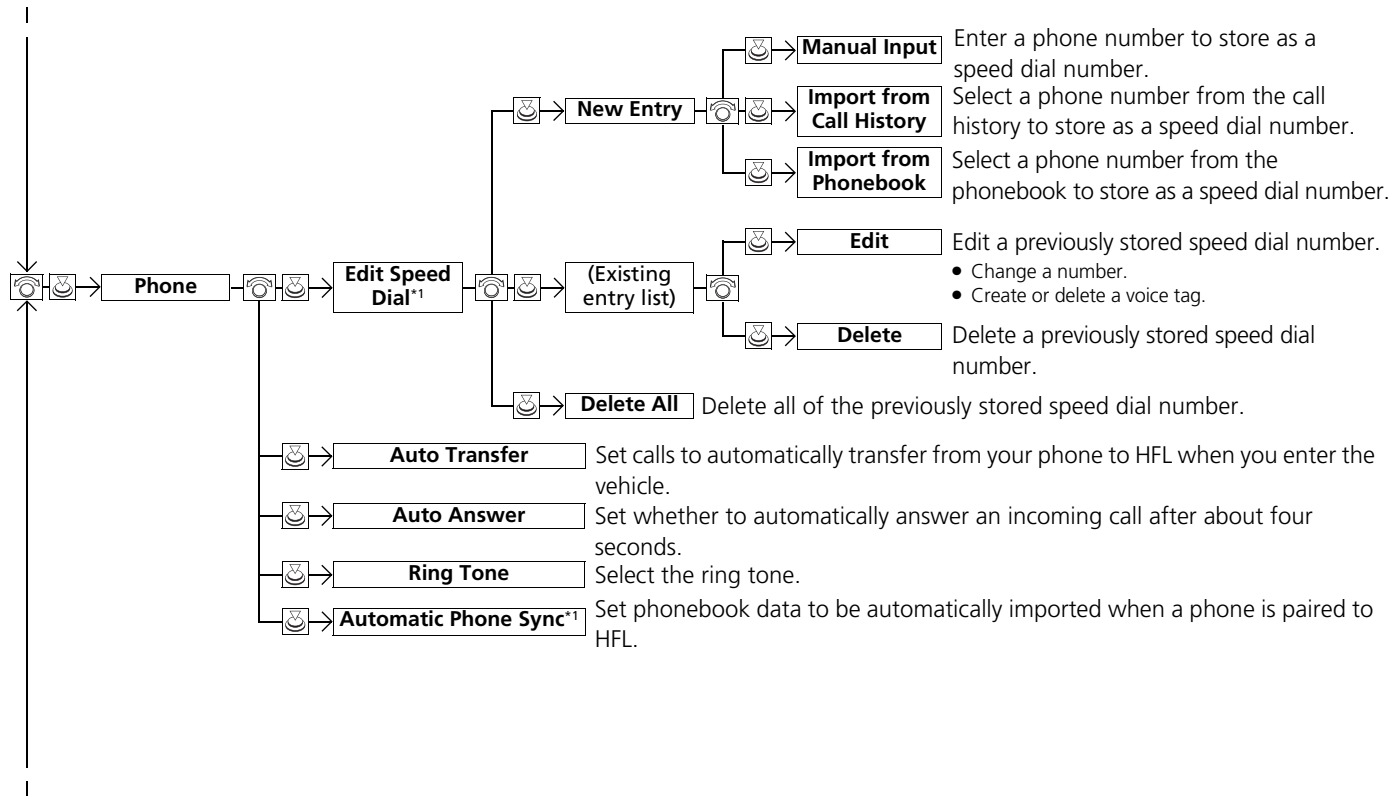 Manual Input
Enter a phone number to store as a
speed dial number.
New Entry
Import from
Call History
Select a phone number from the call
history to store as a speed dial number.
Import from
Phonebook
Select a phone number from the
phonebook to store as a speed dial number.
Phone
Edit Speed
Dial*1
(Existing
entry list)
Edit
Edit a previously stored speed dial number.
● Change a number.
● Create or delete a voice tag.
Delete
Delete a previously stored speed dial
number.
Delete All
Delete all of the previously stored speed dial number.
Auto Transfer
Set calls to automatically transfer from your phone to HFL when you enter the
vehicle.
Auto Answer
Set whether to automatically answer an incoming call after about four
seconds.
Ring Tone
Select the ring tone.
Automatic Phone Sync*1
Set phonebook data to be automatically imported when a phone is paired to
HFL.